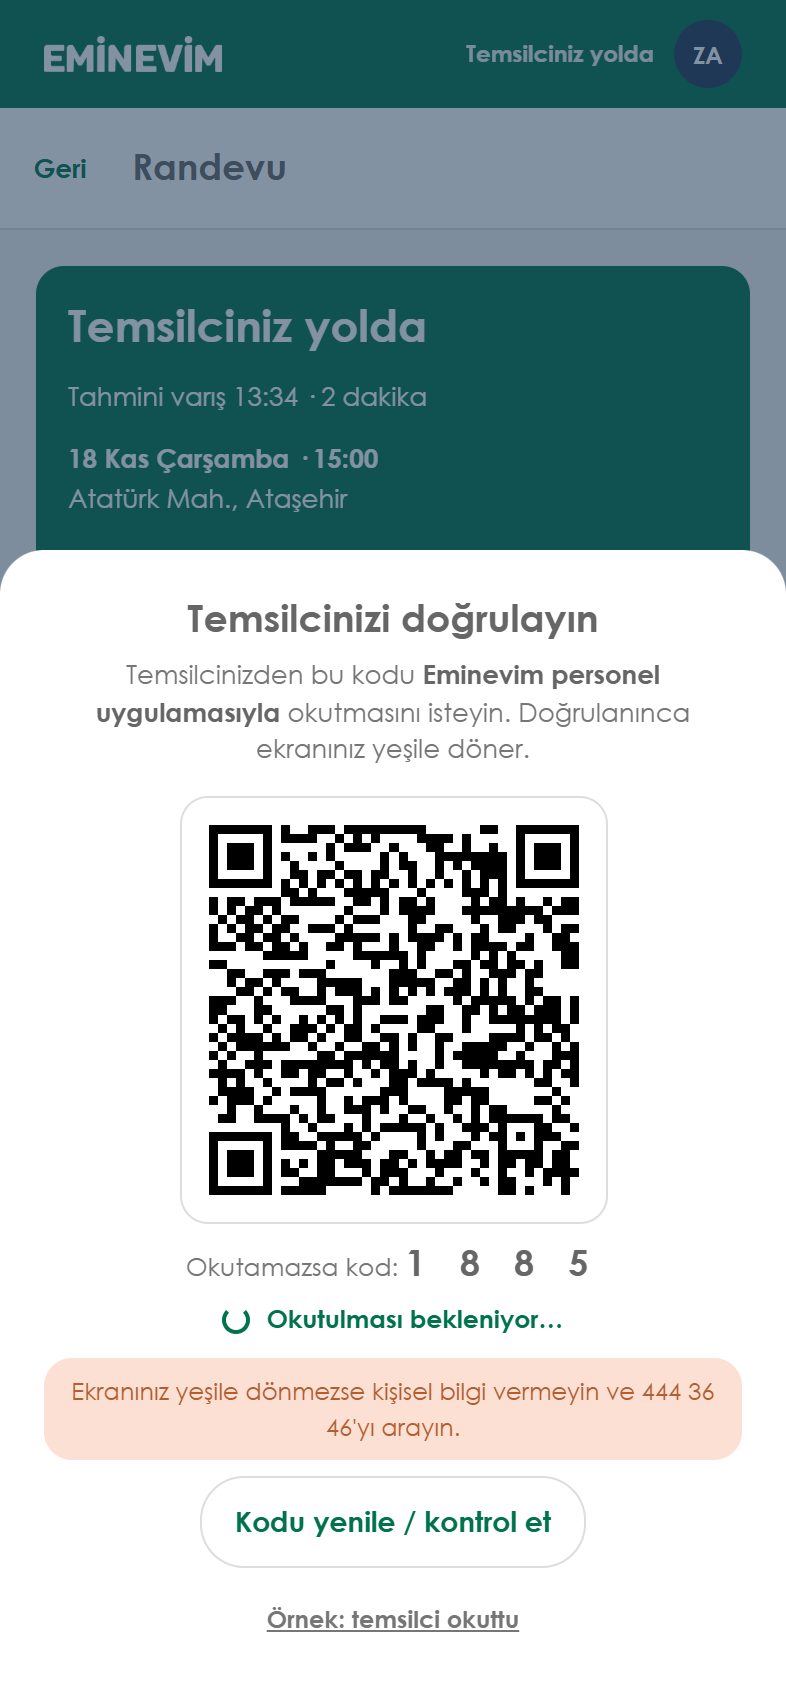 EMİNEVİM
Temsilciniz yolda
ZA
Geri
Randevu
Temsilciniz yolda
Tahmini varış 13:34 · 2 dakika
18 Kas Çarşamba · 15:00
Atatürk Mah., Ataşehir
Temsilcinizi doğrulayın
Temsilcinizden bu kodu Eminevim personel
uygulamasıyla okutmasını isteyin. Doğrulanınca
ekranınız yeşile döner.
Okutamazsa kod: 1 8 8 5
Okutulması bekleniyor...
Ekranınız yeşile dönmezse kişisel bilgi vermeyin ve 444 36
46'yı arayın.
Kodu yenile / kontrol et
Örnek: temsilci okuttu